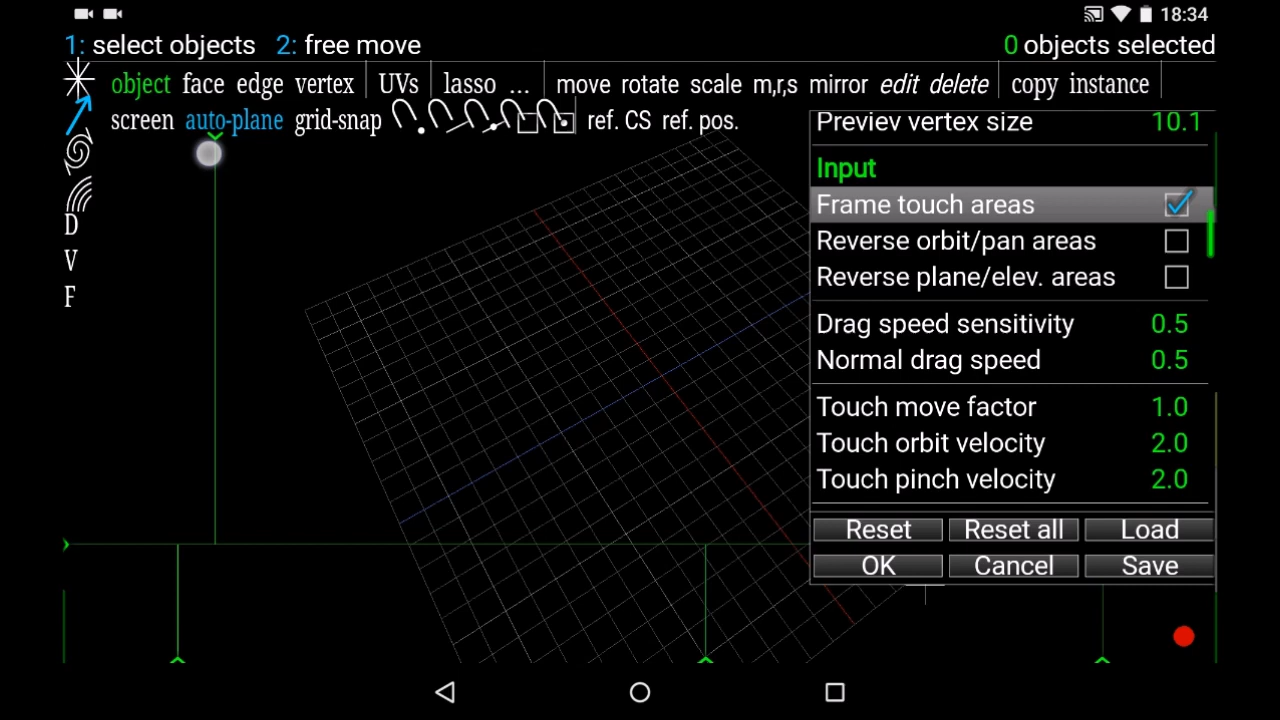 18:34
1: select objects 2: free move 0 objects selected
object face edge vertex UVs lasso ... move rotate scale m,r,s mirror edit delete copy instance
screen auto-plane grid-snap ref. CS ref. pos.
D
V
F
Previev vertex size 10.1
Input
Frame touch areas
Reverse orbit/pan areas
Reverse plane/elev. areas
Drag speed sensitivity 0.5
Normal drag speed 0.5
Touch move factor 1.0
Touch orbit velocity 2.0
Touch pinch velocity 2.0
Reset Reset all Load
OK Cancel Save